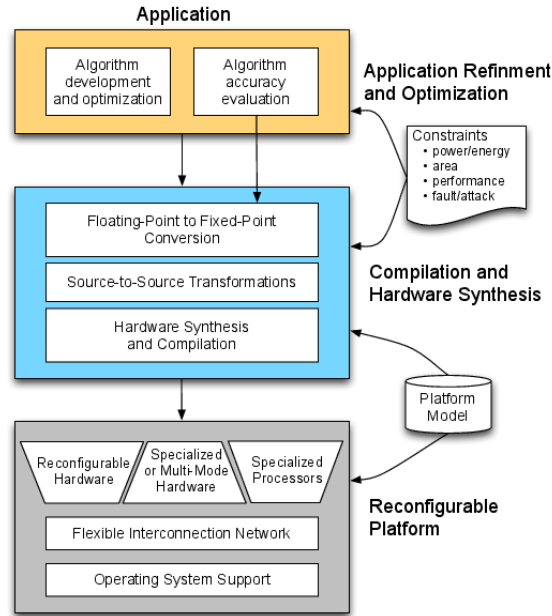 Application
Algorithm
development
and optimization
Algorithm
accuracy
evaluation
Application Refinment
and Optimization
Constraints
• power/energy
• area
• performance
• fault/attack
Floating-Point to Fixed-Point
Conversion
Source-to-Source Transformations
Hardware Synthesis
and Compilation
Compilation and
Hardware Synthesis
Platform
Model
Reconfigurable
Hardware
Specialized
or Multi-Mode
Hardware
Specialized
Processors
Flexible Interconnection Network
Operating System Support
Reconfigurable
Platform